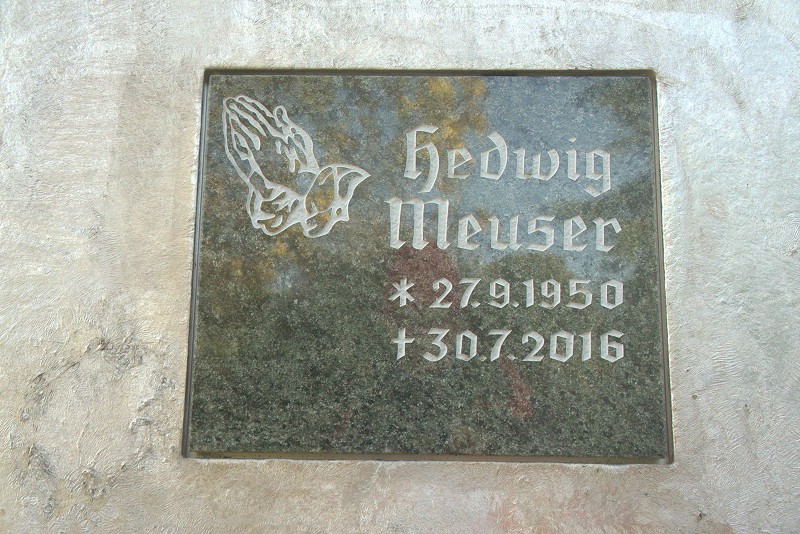 Hedwig
Meuser
* 27.9.1950
† 30.7.2016